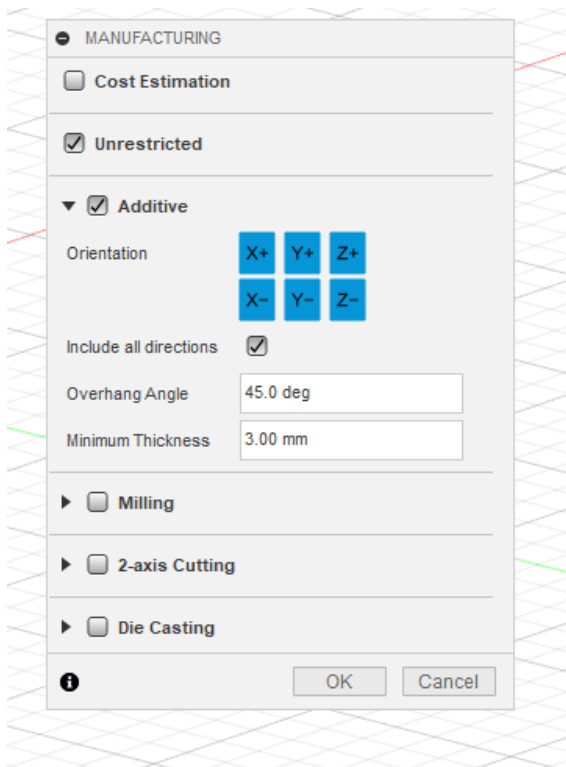 MANUFACTURING
Cost Estimation
Unrestricted
Additive
Orientation X+ Y+ Z+
X− Y− Z−
Include all directions
Overhang Angle 45.0 deg
Minimum Thickness 3.00 mm
Milling
2-axis Cutting
Die Casting
OK Cancel